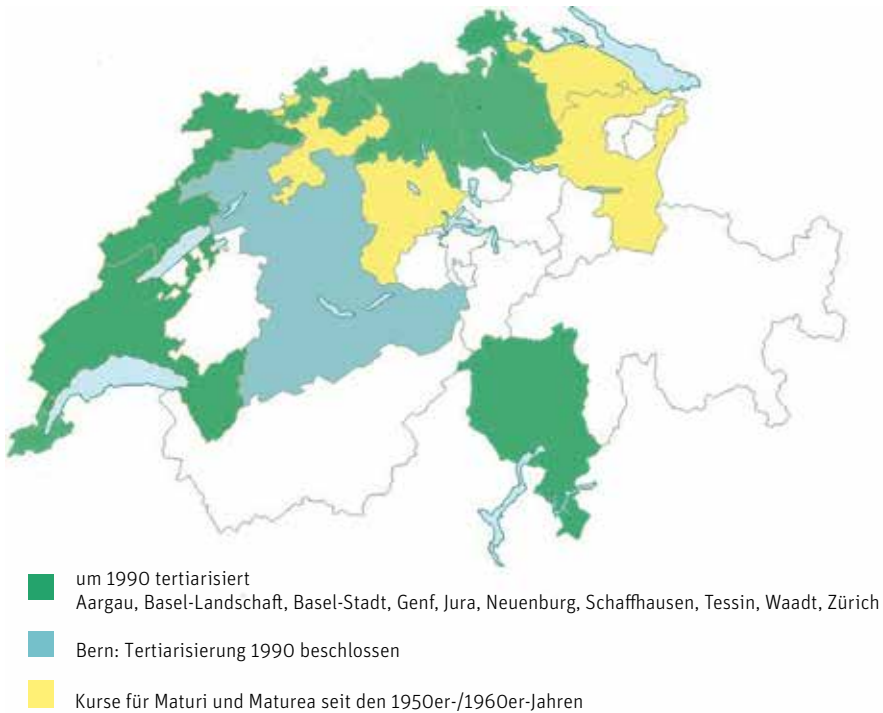 um 1990 tertiarisiert
Aargau, Basel-Landschaft, Basel-Stadt, Genf, Jura, Neuenburg, Schaffhausen, Tessin, Waadt, Zürich
Bern: Tertiarisierung 1990 beschlossen
Kurse für Maturi und Maturea seit den 1950er-/1960er-Jahren